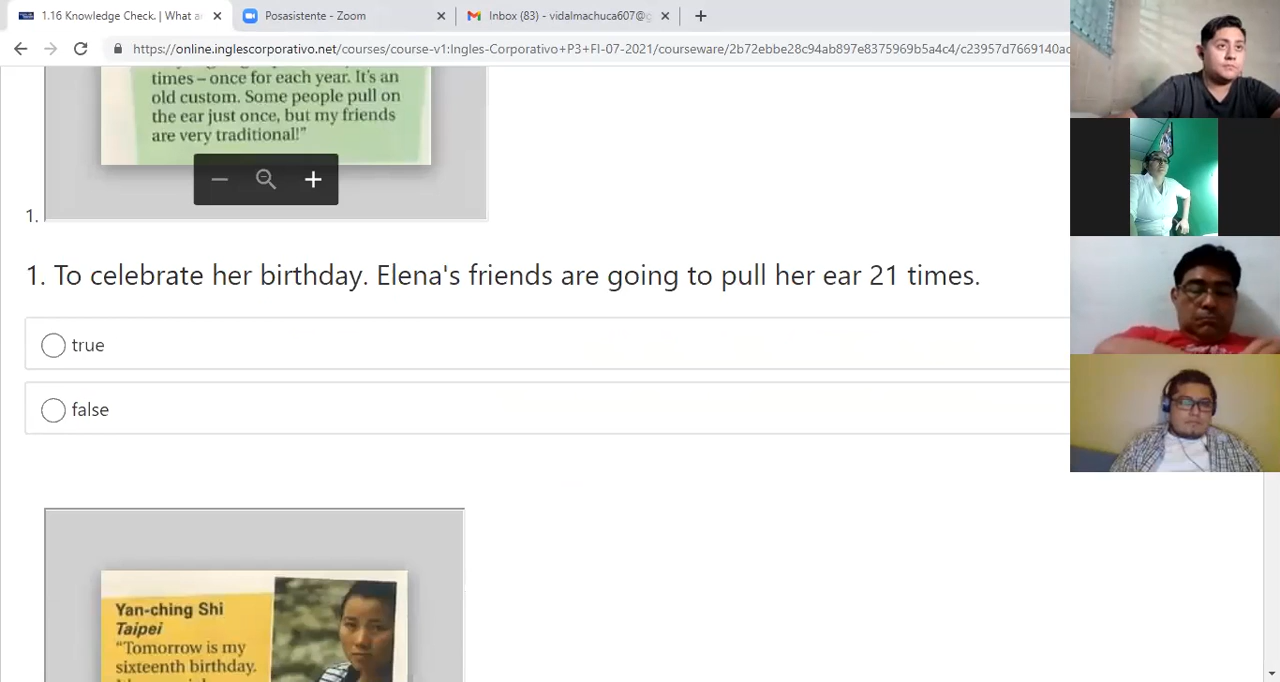 1.16 Knowledge Check. | What a
Posasistente - Zoom
Inbox (83) - vidalmachuca607@g
https://online.inglescorporativo.net/courses/course-v1:Ingles-Corporativo+P3+FI-07-2021/courseware/2b72ebbe28c94ab897e8375969b5a4c4/c23957d7669140ac
times – once for each year. It's an
old custom. Some people pull on
the ear just once, but my friends
are very traditional!”
1.
1. To celebrate her birthday. Elena's friends are going to pull her ear 21 times.
true
false
Yan-ching Shi
Taipei
“Tomorrow is my
sixteenth birthday.